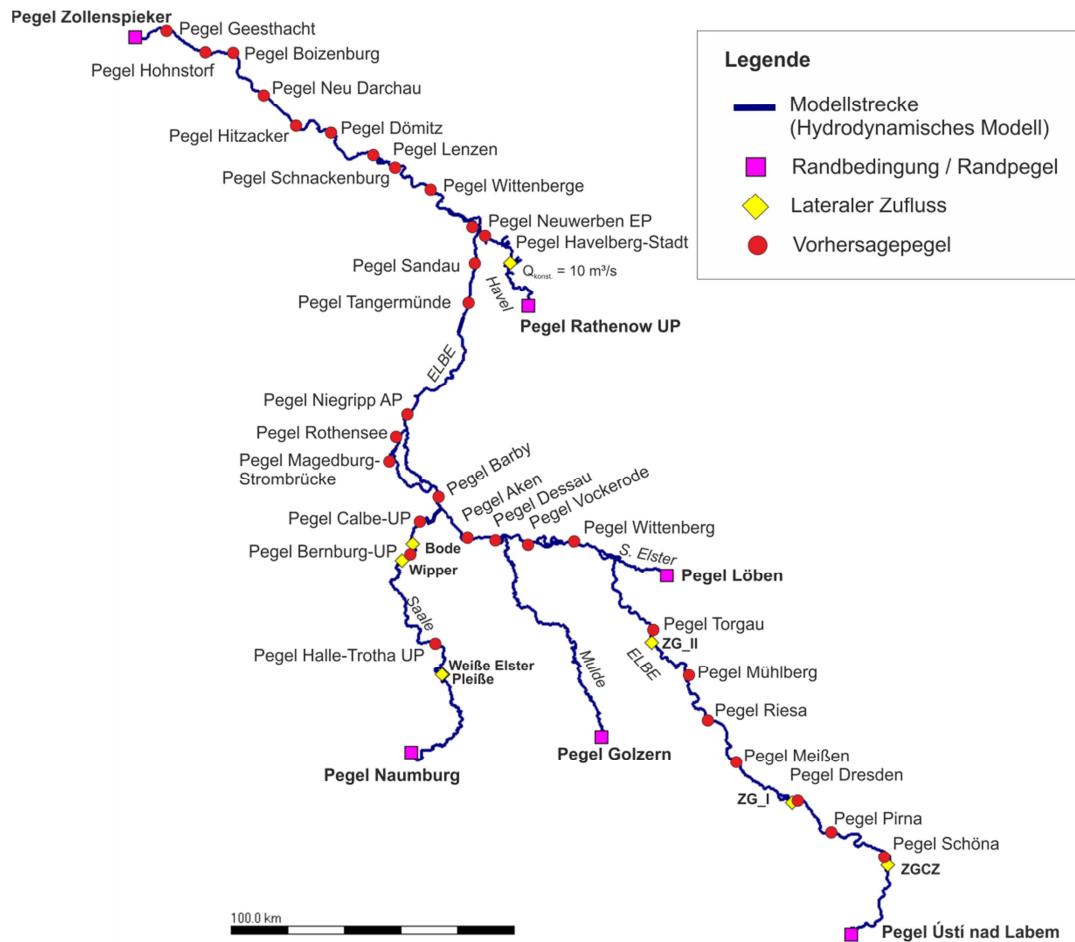 Pegel Zollenspieker
Pegel Geesthacht
Pegel Boizenburg
Pegel Hohnstorf
Pegel Neu Darchau
Pegel Hitzacker
Pegel Dömitz
Pegel Lenzen
Pegel Schnackenburg
Pegel Wittenberge
Pegel Neuwerben EP
Pegel Havelberg-Stadt
Pegel Sandau
Qkonst. = 10 m³/s
Havel
Pegel Tangermünde
Pegel Rathenow UP
ELBE
Pegel Niegripp AP
Pegel Rothensee
Pegel Magedburg-
Strombrücke
Pegel Barby
Pegel Aken
Pegel Dessau
Pegel Vockerode
Pegel Calbe-UP
Pegel Wittenberg
Bode
Pegel Bernburg-UP
Wipper
S. Elster
Pegel Löben
Saale
Pegel Torgau
ZG_II
Pegel Halle-Trotha UP
Weiße Elster
Pleiße
Mulde
ELBE
Pegel Mühlberg
Pegel Riesa
Pegel Naumburg
Pegel Golzern
Pegel Meißen
Pegel Dresden
ZG_I
Pegel Pirna
Pegel Schöna
ZGCZ
Pegel Ústí nad Labem
100.0 km
Legende
Modellstrecke
(Hydrodynamisches Modell)
Randbedingung / Randpegel
Lateraler Zufluss
Vorhersagepegel